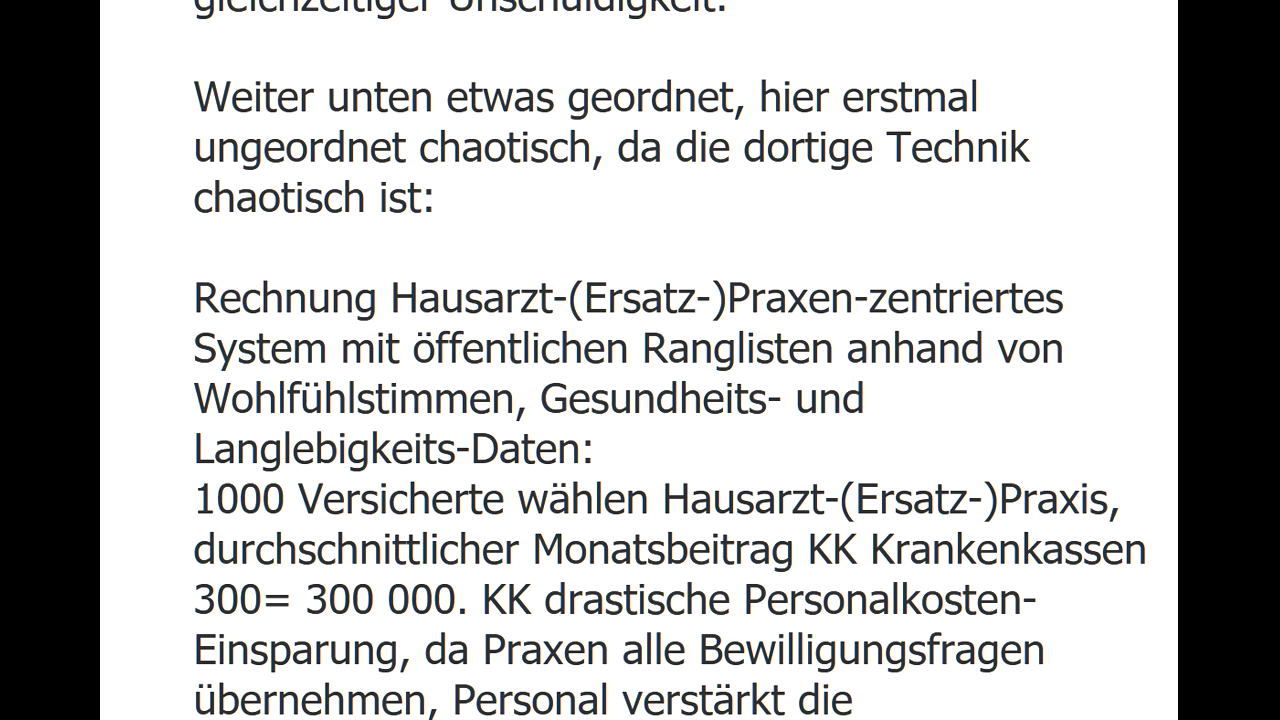 gleichzeitiger Unschuldigkeit.
Weiter unten etwas geordnet, hier erstmal
ungeordnet chaotisch, da die dortige Technik
chaotisch ist:
Rechnung Hausarzt-(Ersatz-)Praxen-zentriertes
System mit öffentlichen Ranglisten anhand von
Wohlfühlstimmen, Gesundheits- und
Langlebigkeits-Daten:
1000 Versicherte wählen Hausarzt-(Ersatz-)Praxis,
durchschnittlicher Monatsbeitrag KK Krankenkassen
300= 300 000. KK drastische Personalkosten-
Einsparung, da Praxen alle Bewilligungsfragen
übernehmen, Personal verstärkt die